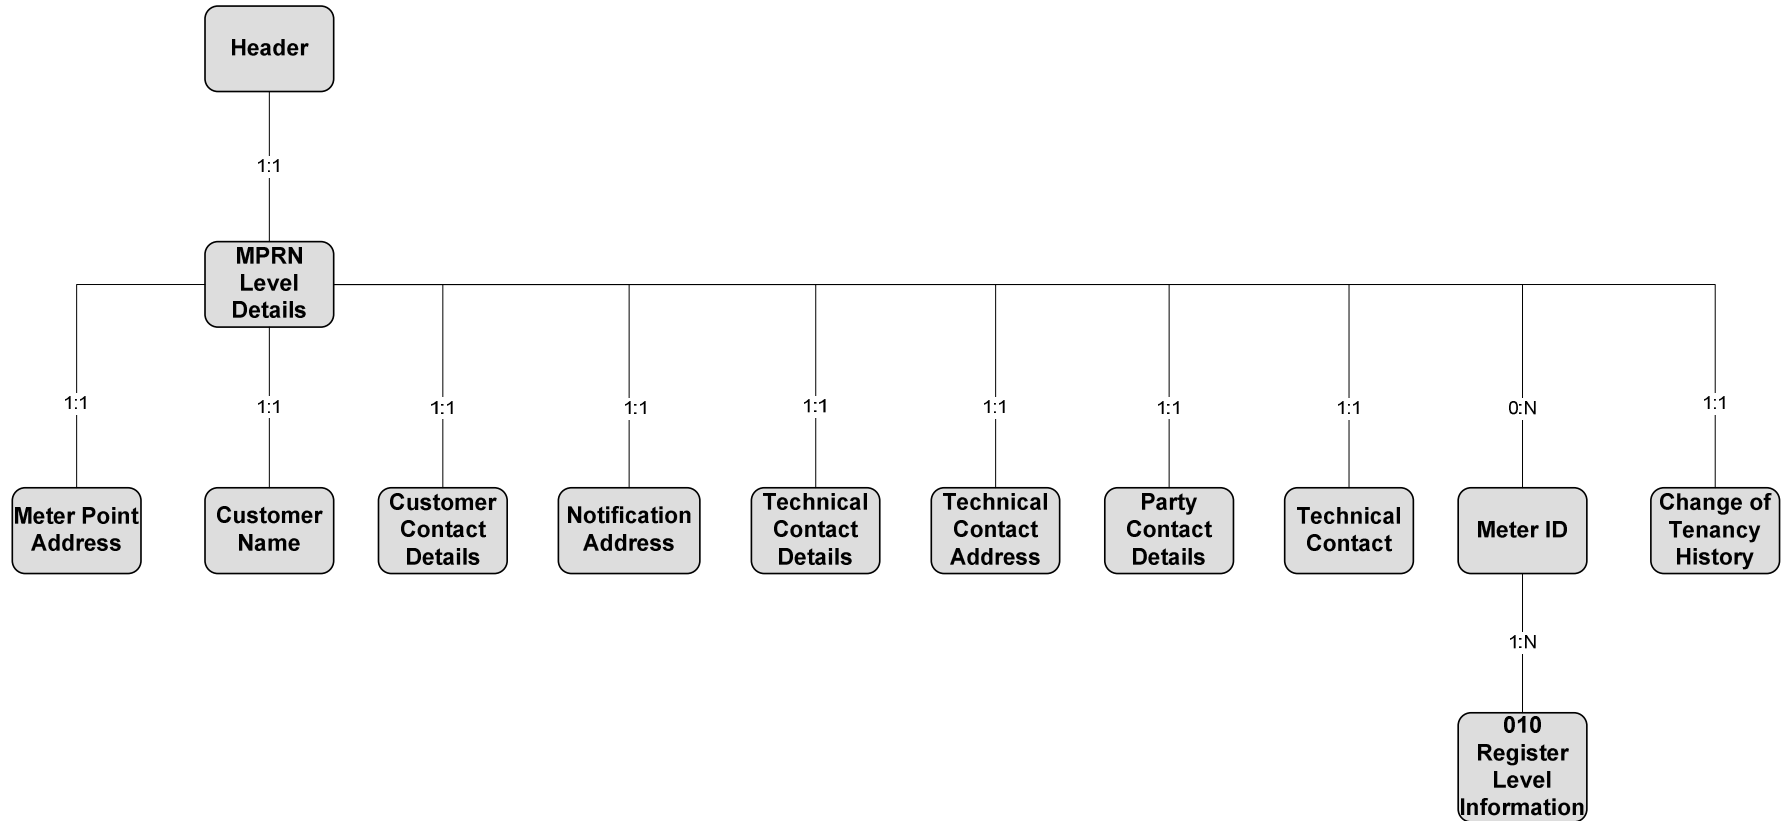 Header
1:1
MPRN
Level
Details
1:1
1:1
1:1
1:1
1:1
1:1
1:1
1:1
0:N
1:1
Meter Point
Address
Customer
Name
Customer
Contact
Details
Notification
Address
Technical
Contact
Details
Technical
Contact
Address
Party
Contact
Details
Technical
Contact
Meter ID
Change of
Tenancy
History
1:N
010
Register
Level
Information